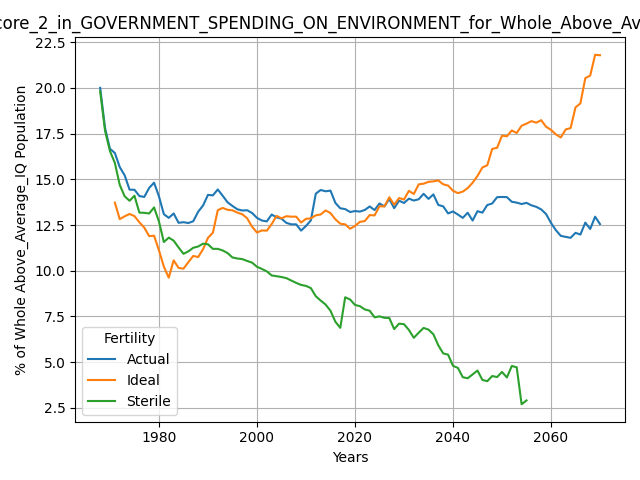 core_2_in_GOVERNMENT_SPENDING_ON_ENVIRONMENT_for_Whole_Above_Av
22.5
20.0
17.5
15.0
12.5
10.0
7.5
5.0
2.5
% of Whole Above_Average_IQ Population
Fertility
Actual
Ideal
Sterile
1980
2000
2020
2040
2060
Years